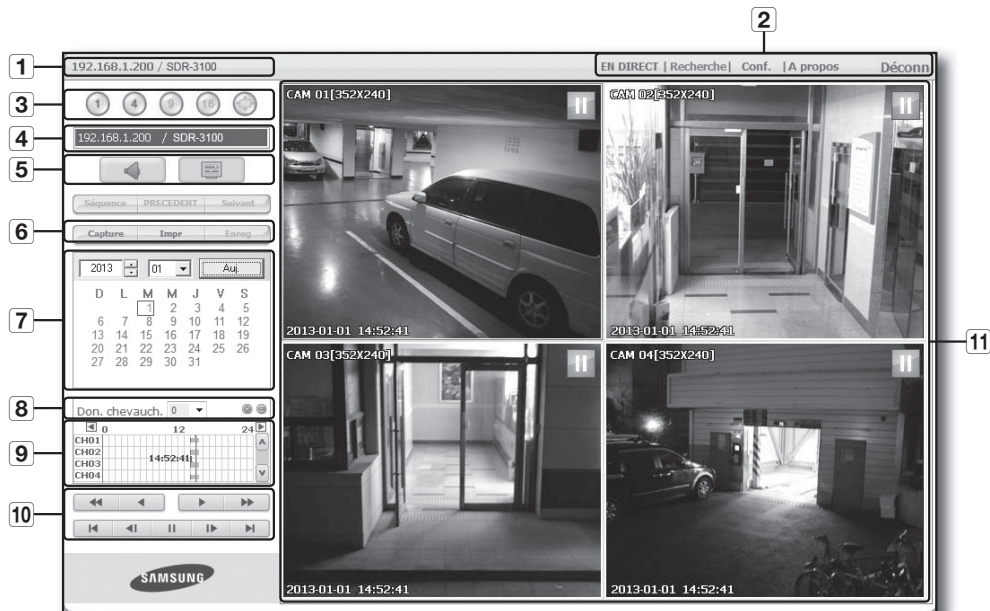 2
1
192.168.1.200 / SDR-3100
EN DIRECT | Recherche| Conf. | A propos Déconn
3
1 4 9 16
4
192.168.1.200 / SDR-3100
5
Séquence PRECEDENT Suivant
6
Capture Impr Enreg
7
2013 01 Auj.
D L M M J V S
1 2 3 4 5
6 7 8 9 10 11 12
13 14 15 16 17 18 19
20 21 22 23 24 25 26
27 28 29 30 31
8
Don. chevauch. 0
9
0 12 24
CH01
CH02
CH03
CH04
14:52:41
10
SAMSUNG
CAM 01[352X240]
2013-01-01 14:52:41
CAM 02[352X240]
2013-01-01 14:52:41
CAM 03[352X240]
2013-01-01 14:52:41
CAM 04[352X240]
2013-01-01 14:52:41
11